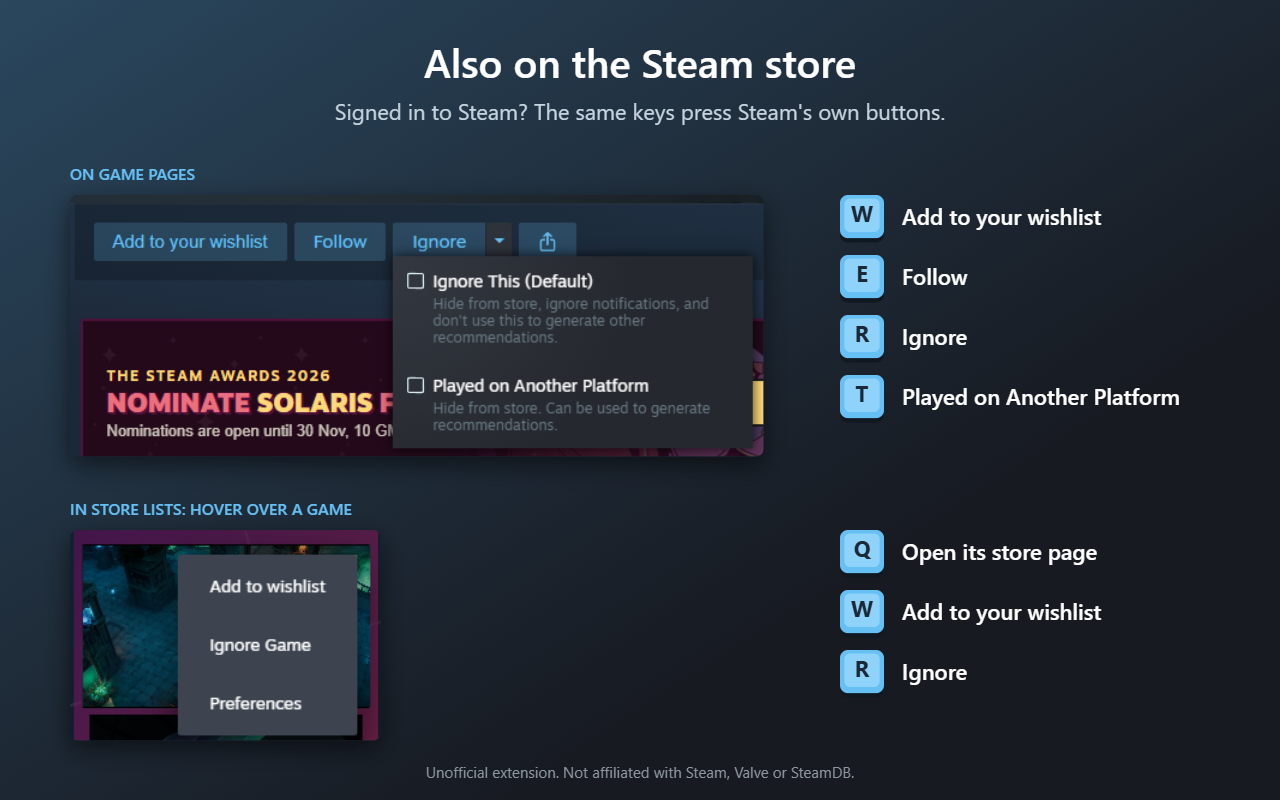 Also on the Steam store
Signed in to Steam? The same keys press Steam's own buttons.
ON GAME PAGES
Add to your wishlist
Follow
Ignore
Ignore This (Default)
Hide from store, ignore notifications, and
don't use this to generate other
recommendations.
Played on Another Platform
Hide from store. Can be used to generate
recommendations.
THE STEAM AWARDS 2026
NOMINATE SOLARIS
Nominations are open until 30 Nov, 10
W Add to your wishlist
E Follow
R Ignore
T Played on Another Platform
IN STORE LISTS: HOVER OVER A GAME
Add to wishlist
Ignore Game
Preferences
Q Open its store page
W Add to your wishlist
R Ignore
Unofficial extension. Not affiliated with Steam, Valve or SteamDB.